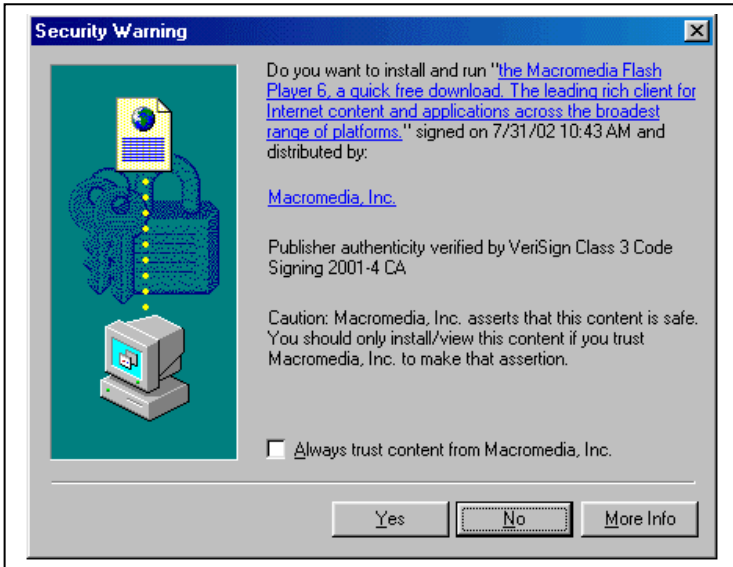 Security Warning
Do you want to install and run "the Macromedia Flash
Player 6, a quick free download. The leading rich client for
Internet content and applications across the broadest
range of platforms." signed on 7/31/02 10:43 AM and
distributed by:
Macromedia, Inc.
Publisher authenticity verified by VeriSign Class 3 Code
Signing 2001-4 CA
Caution: Macromedia, Inc. asserts that this content is safe.
You should only install/view this content if you trust
Macromedia, Inc. to make that assertion.
Always trust content from Macromedia, Inc.
Yes No More Info